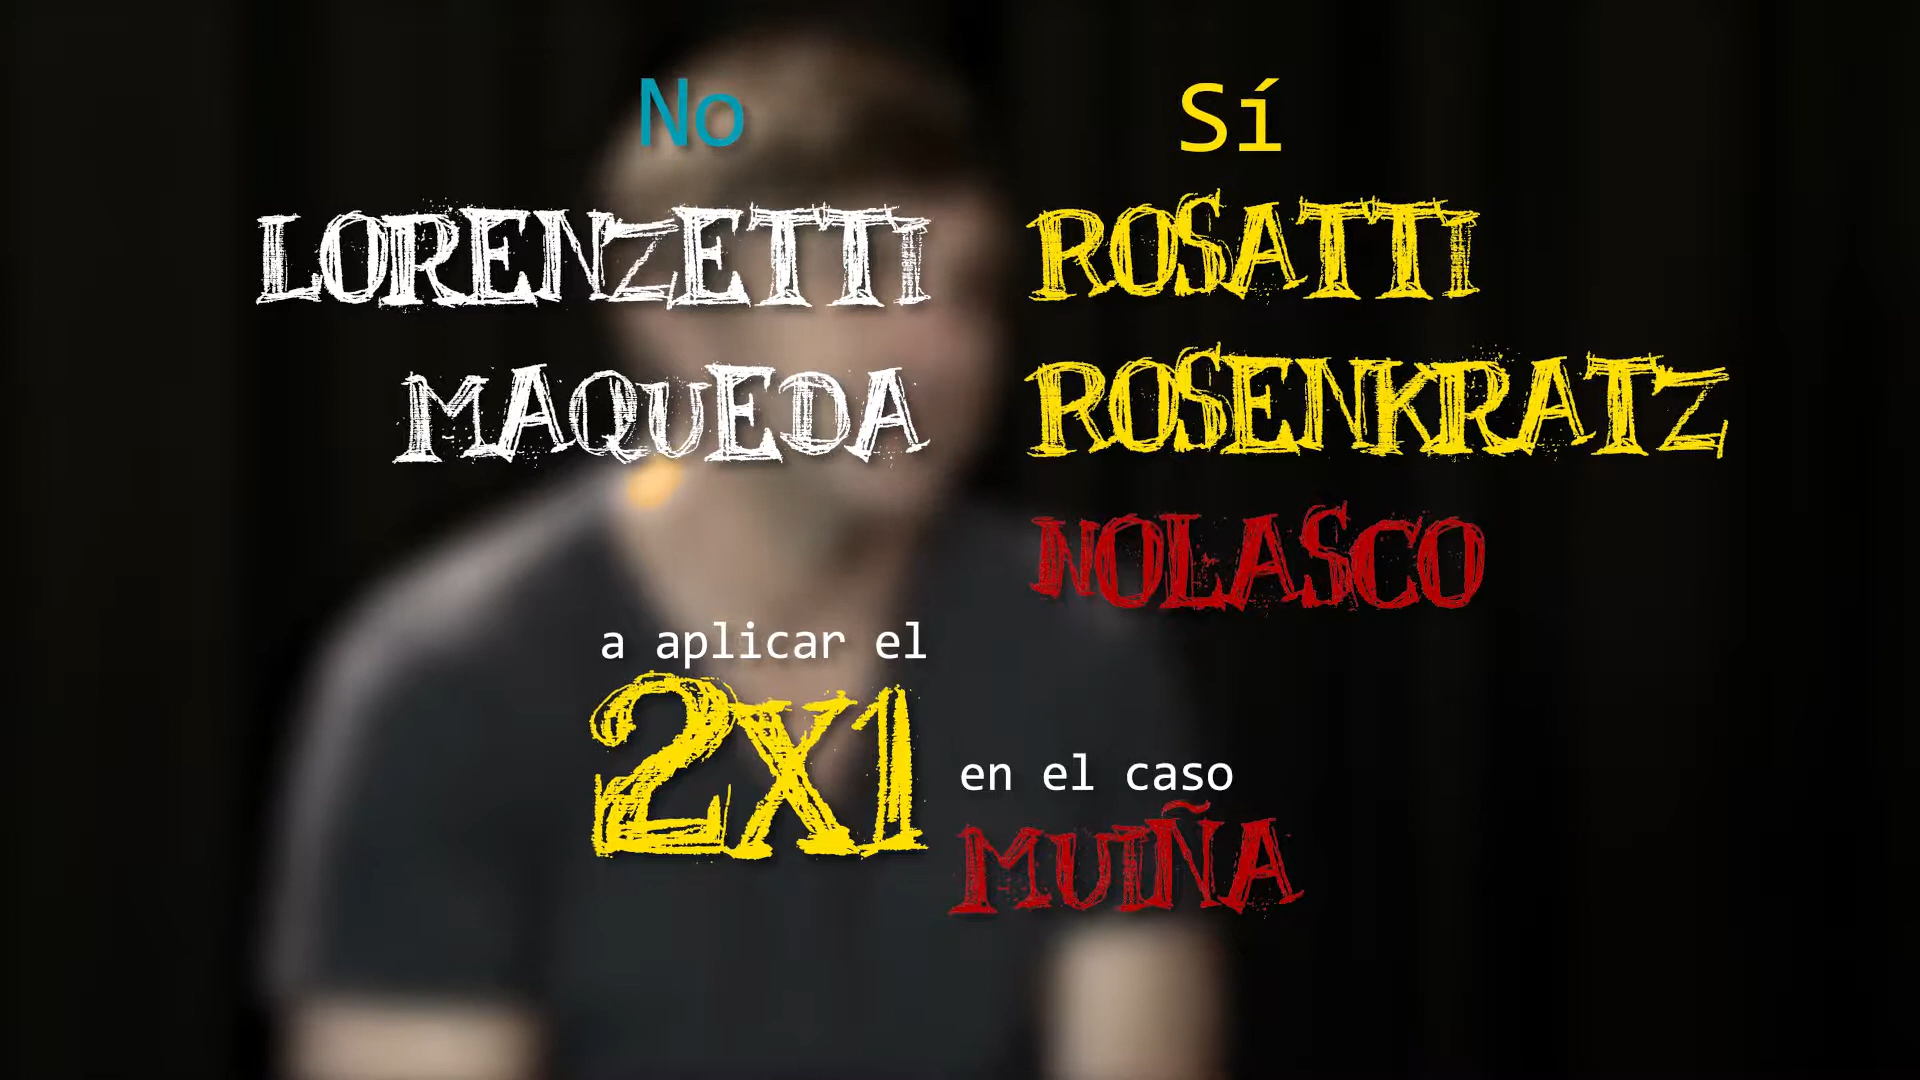 No
LORENZETTI
MAQUEDA
Sí
ROSATTI
ROSENKRATZ
NOLASCO
a aplicar el
2X1
en el caso
MUIÑA